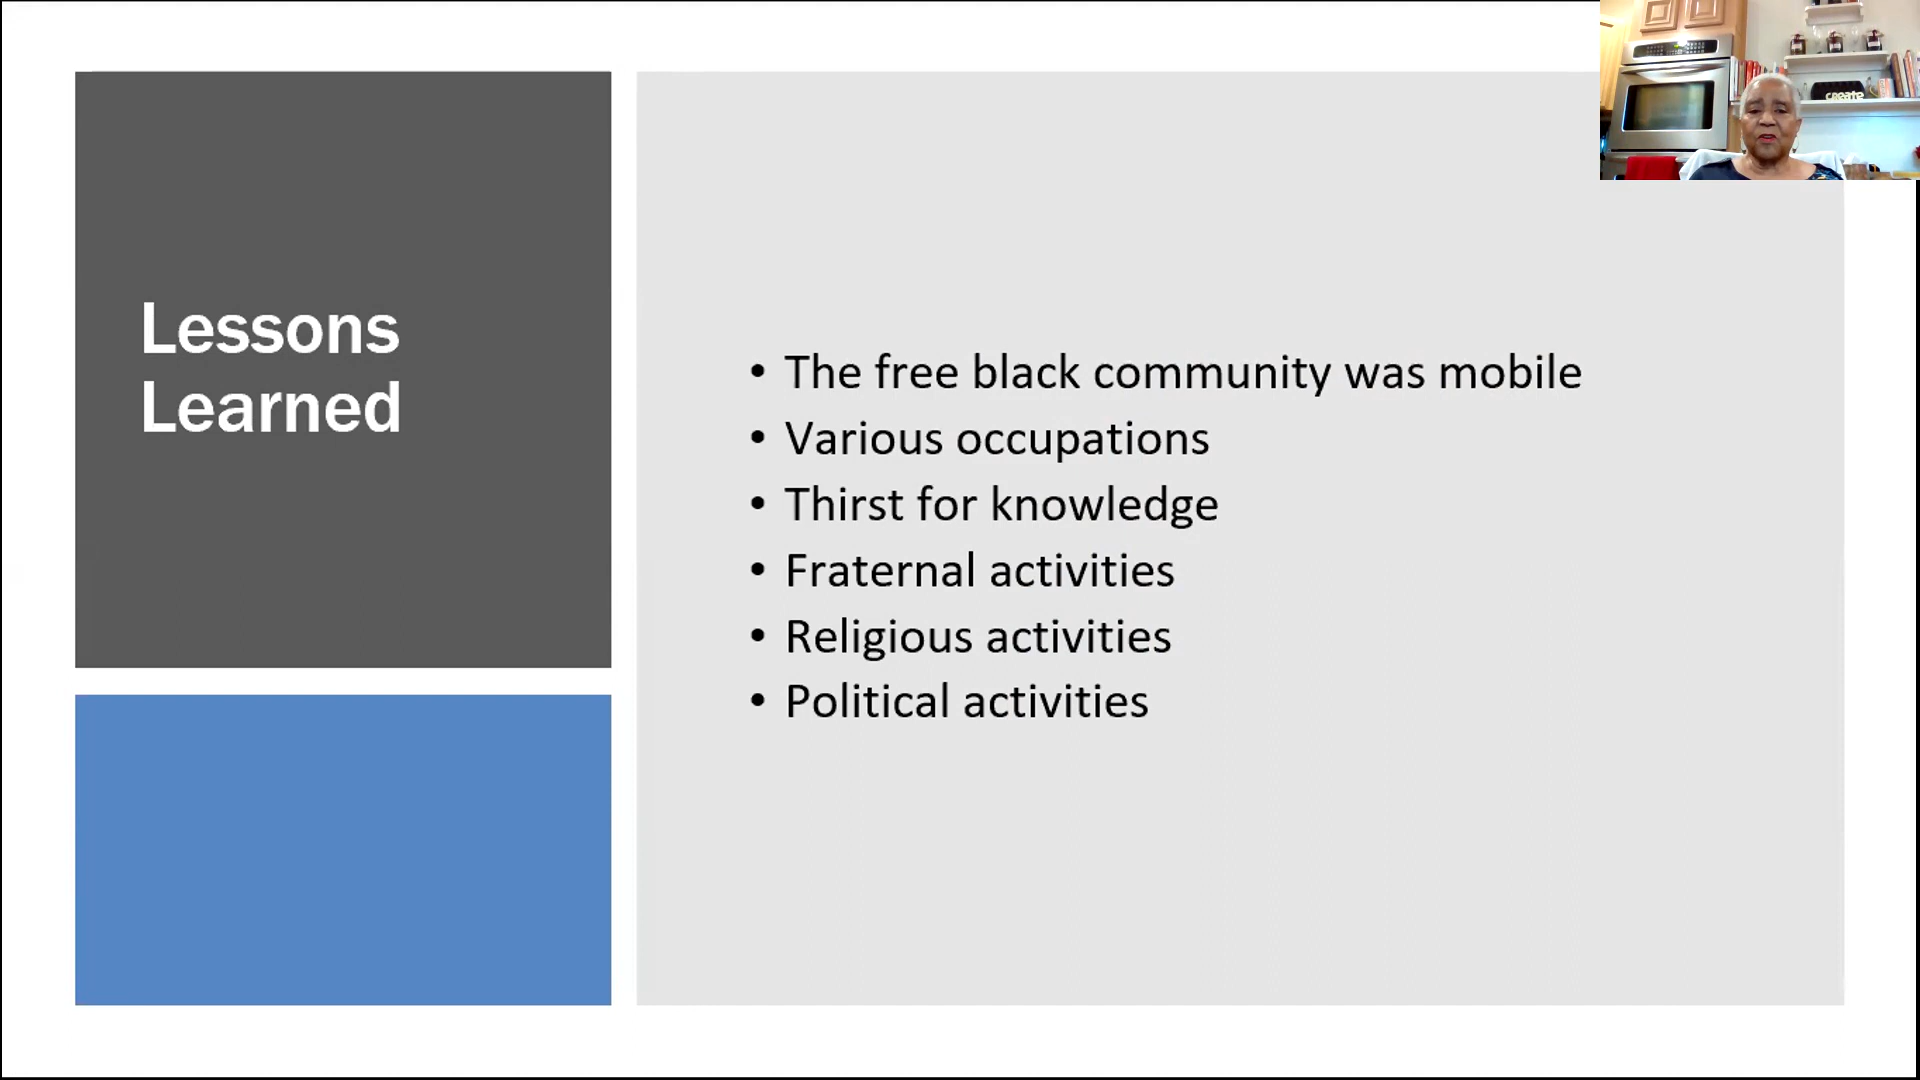 create
Lessons
Learned
• The free black community was mobile
• Various occupations
• Thirst for knowledge
• Fraternal activities
• Religious activities
• Political activities